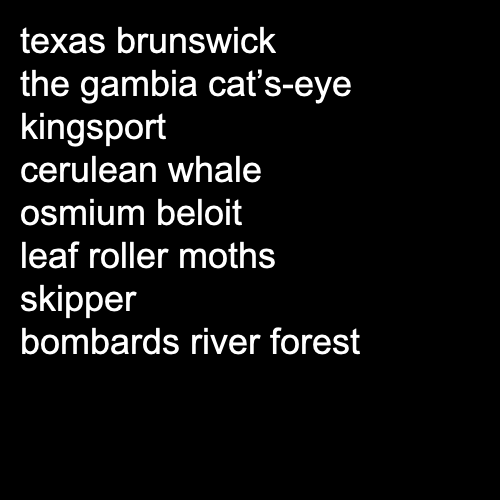 texas brunswick
the gambia cat’s-eye
kingsport
cerulean whale
osmium beloit
leaf roller moths
skipper
bombards river forest